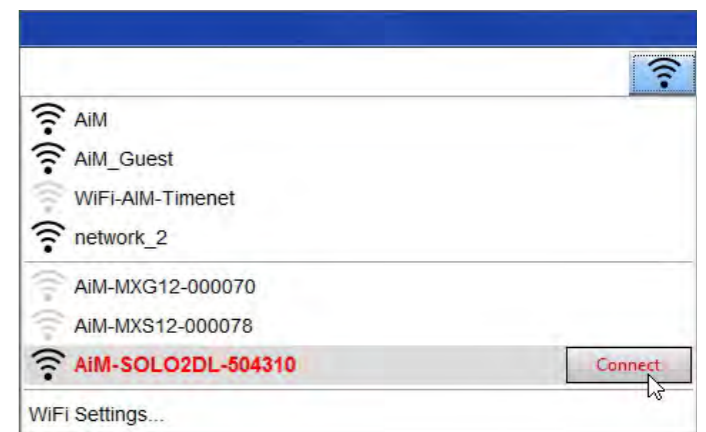 AiM
AiM_Guest
WiFi-AIM-Timenet
network_2
AiM-MXG12-000070
AiM-MXS12-000078
AiM-SOLO2DL-504310 Connect
WiFi Settings...